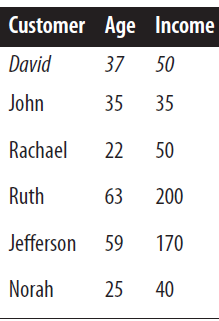 Customer Age Income
David 37 50
John 35 35
Rachael 22 50
Ruth 63 200
Jefferson 59 170
Norah 25 40